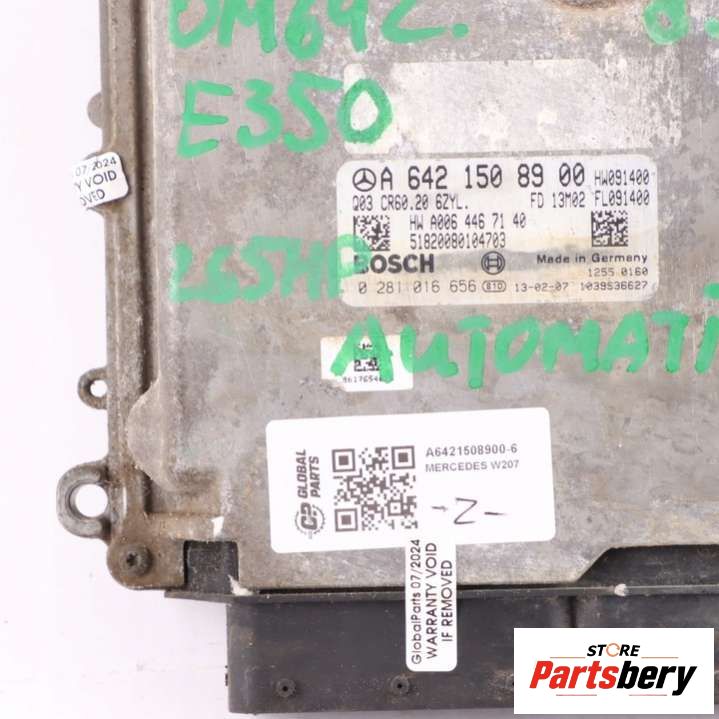 OM642.
E350
07/2024
Y VOID
OVED
A 642 150 89 00 HW091400
Q03 CR60.20 6ZYL. FD 13M02 FL091400
HW A006 446 71 40
51820080104703
BOSCH Made in Germany
1255 0160
0 281 016 656 810 13-02-07 1039S36627
265HP
AUTOMATI
GLOBAL
PARTS
A6421508900-6
MERCEDES W207
-Z-
GlobalParts 07/2024
WARRANTY VOID
IF REMOVED
STORE
Partsbery